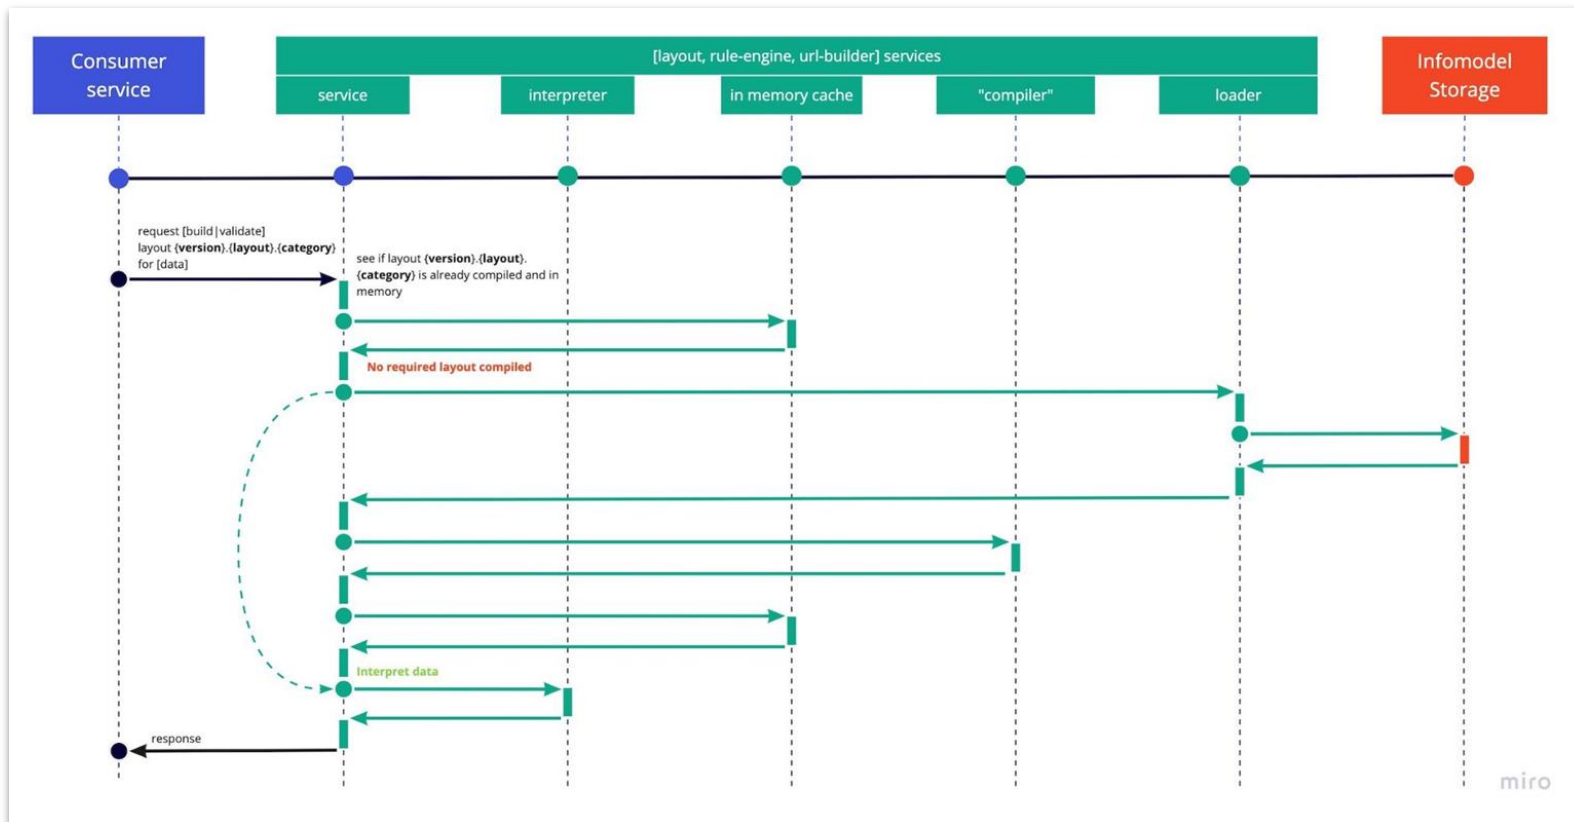 Consumer
service
[layout, rule-engine, url-builder] services
service
interpreter
in memory cache
"compiler"
loader
Infomodel
Storage
request [build|validate]
layout {version}.{layout}.{category}
for [data]
see if layout {version}.{layout}.
{category} is already compiled and in
memory
No required layout compiled
Interpret data
response
miro